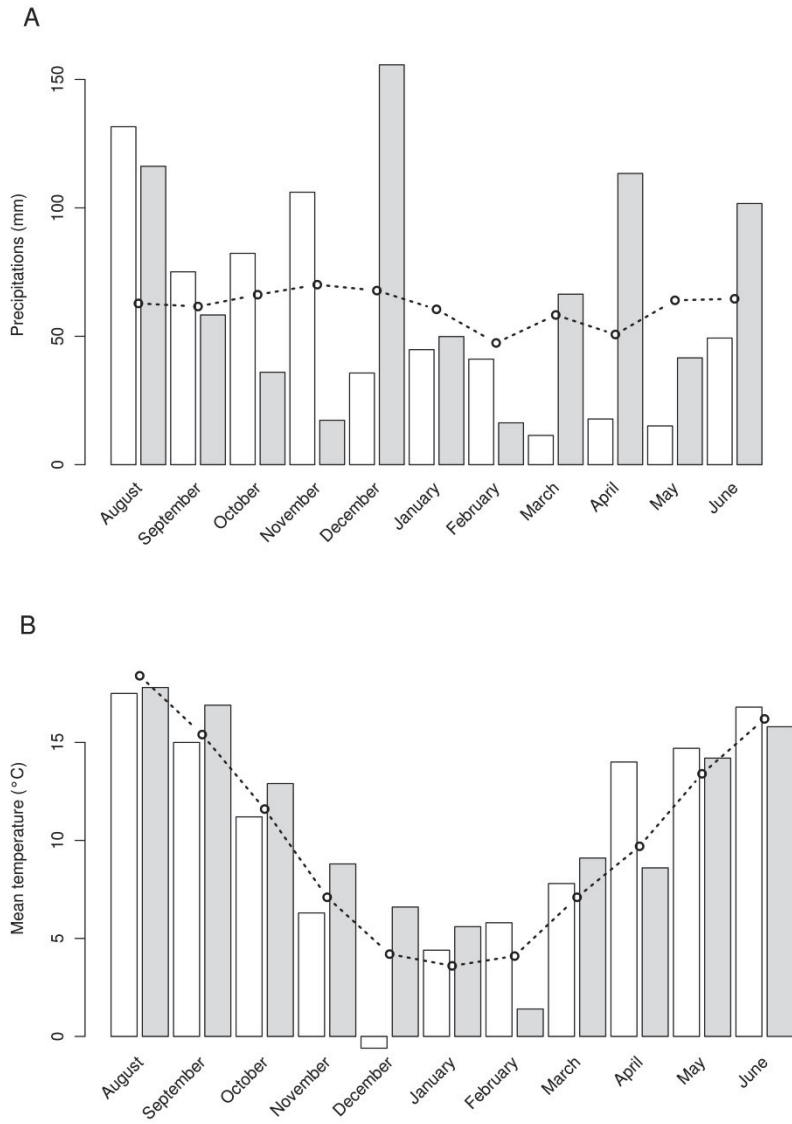 A
Precipitations (mm)
150
100
50
0
August
September
October
November
December
January
February
March
April
May
June
B
Mean temperature (°C)
15
10
5
0
August
September
October
November
December
January
February
March
April
May
June